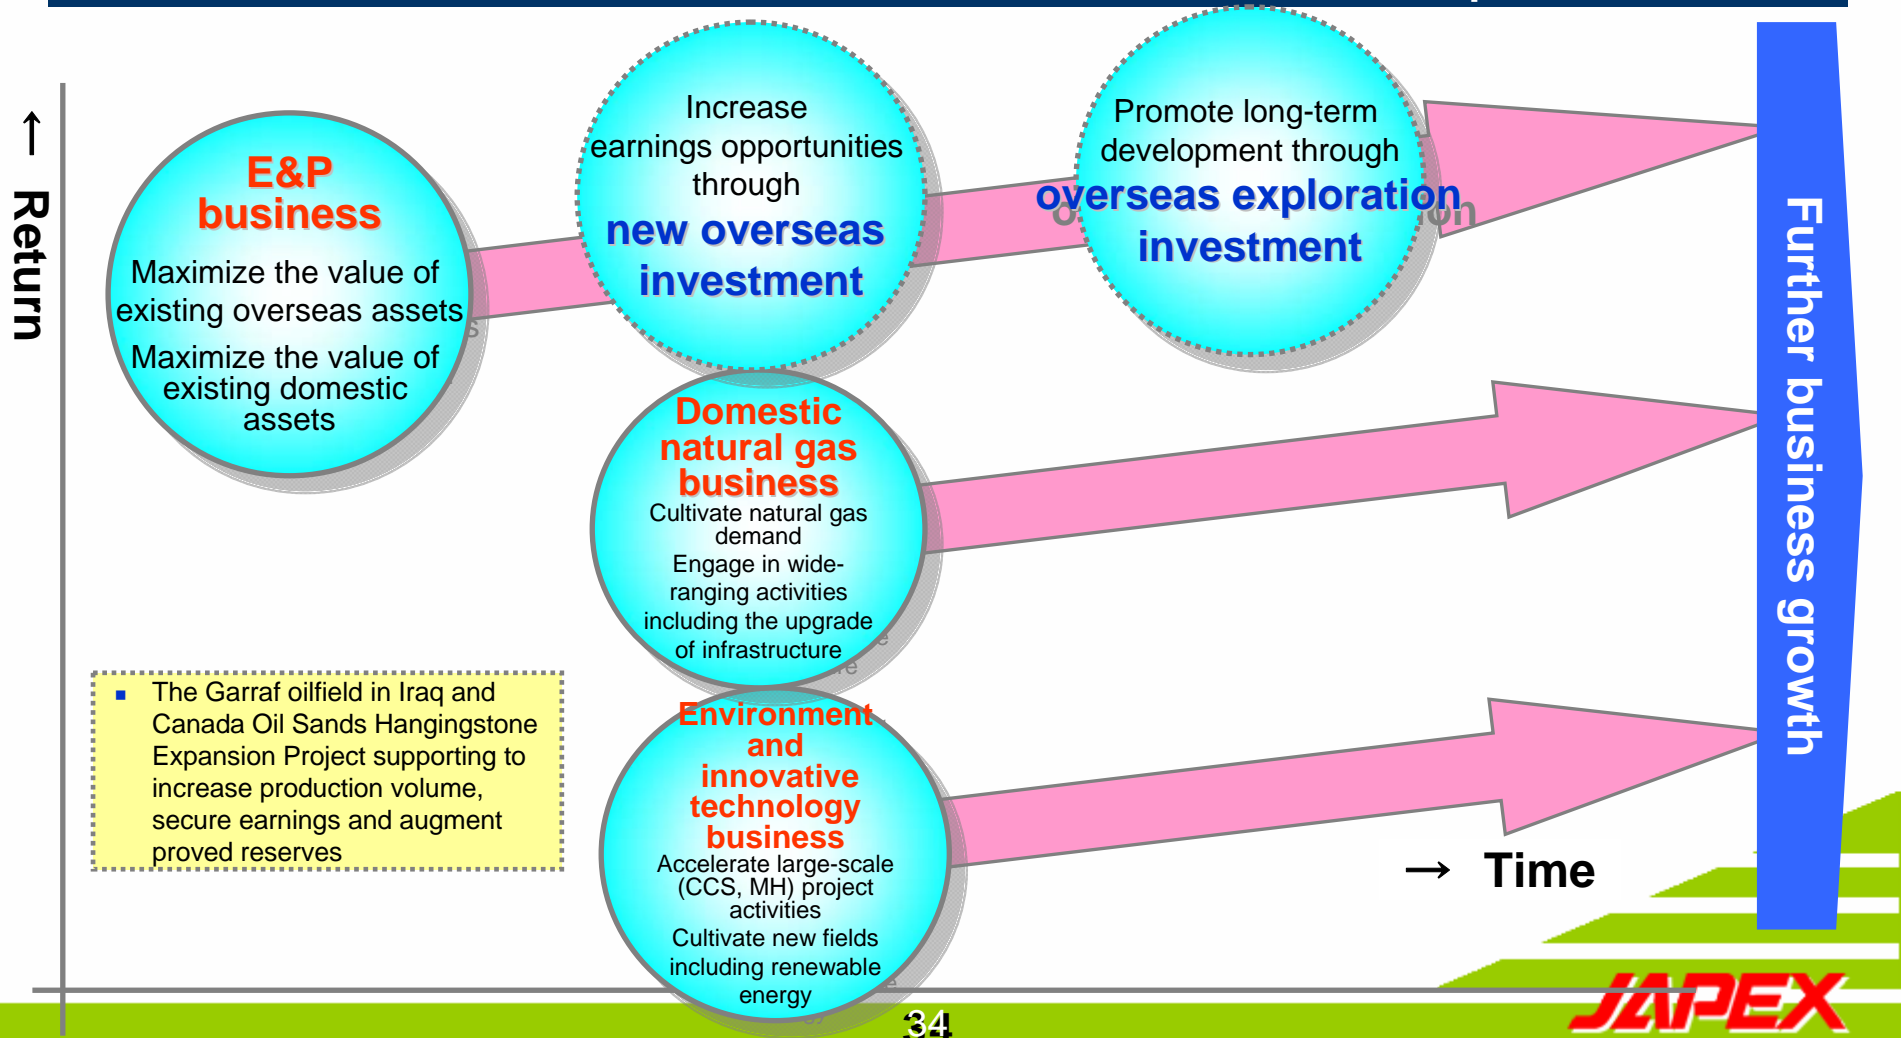 ← Return
E&P
business
Maximize the value of
existing overseas assets
Maximize the value of
existing domestic
assets
Increase
earnings opportunities
through
new overseas
investment
Promote long-term
development through
overseas exploration
investment
Domestic
natural gas
business
Cultivate natural gas
demand
Engage in wide-
ranging activities
including the upgrade
of infrastructure
Environment
and
innovative
technology
business
Accelerate large-scale
(CCS, MH) project
activities
Cultivate new fields
including renewable
energy
▪ The Garraf oilfield in Iraq and
Canada Oil Sands Hangingstone
Expansion Project supporting to
increase production volume,
secure earnings and augment
proved reserves
Further business growth
→ Time
34
JAPEX